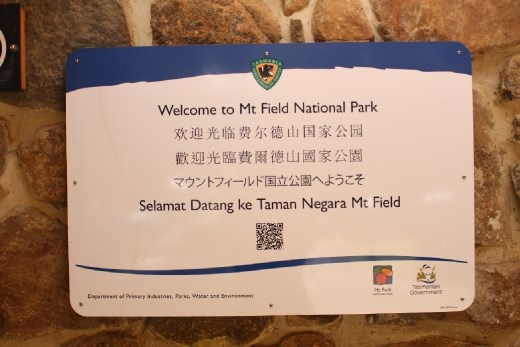 TASMANIA
Welcome to Mt Field National Park
欢迎光临费尔德山国家公园
歡迎光臨費爾德山國家公園
マウントフィールド国立公園へようこそ
Selamat Datang ke Taman Negara Mt Field
Mt Field
Tasmanian
Government
Department of Primary Industries, Parks, Water and Environment